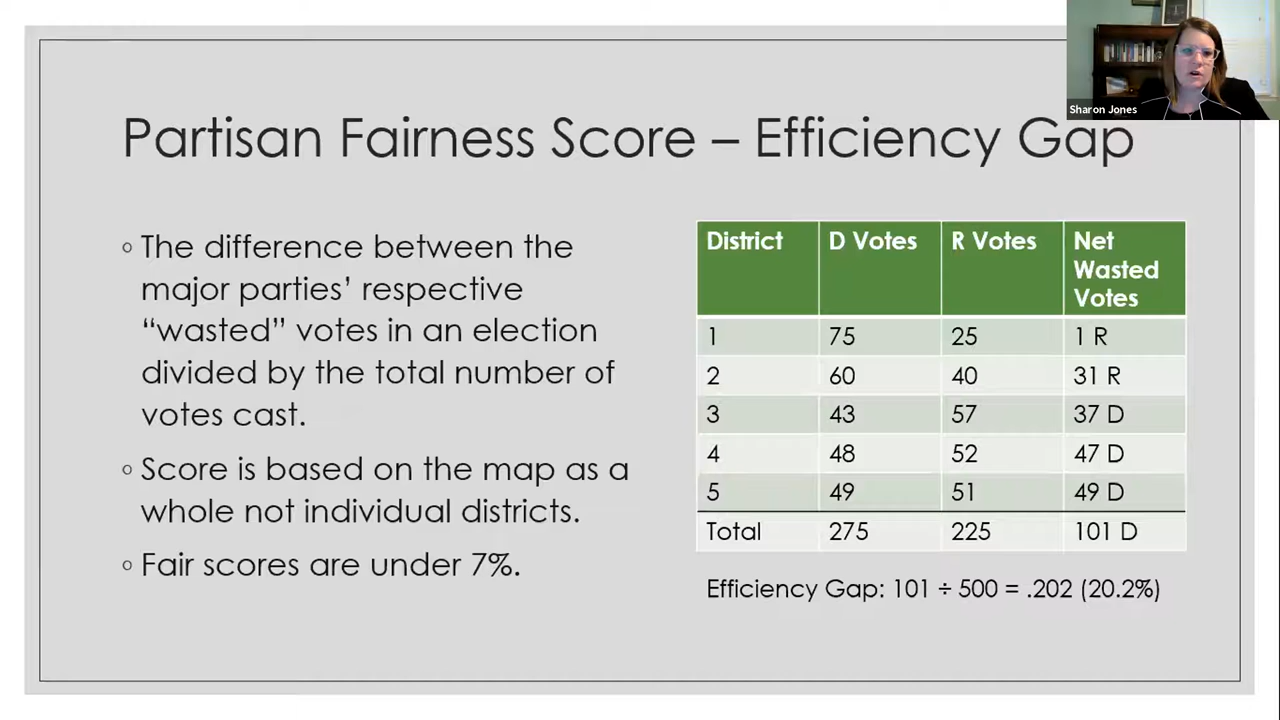 Sharon Jones
Partisan Fairness Score – Efficiency Gap
◦ The difference between the
major parties’ respective
“wasted” votes in an election
divided by the total number of
votes cast.
◦ Score is based on the map as a
whole not individual districts.
◦ Fair scores are under 7%.
District D Votes R Votes Net
Wasted
Votes
1 75 25 1 R
2 60 40 31 R
3 43 57 37 D
4 48 52 47 D
5 49 51 49 D
Total 275 225 101 D
Efficiency Gap: 101 ÷ 500 = .202 (20.2%)